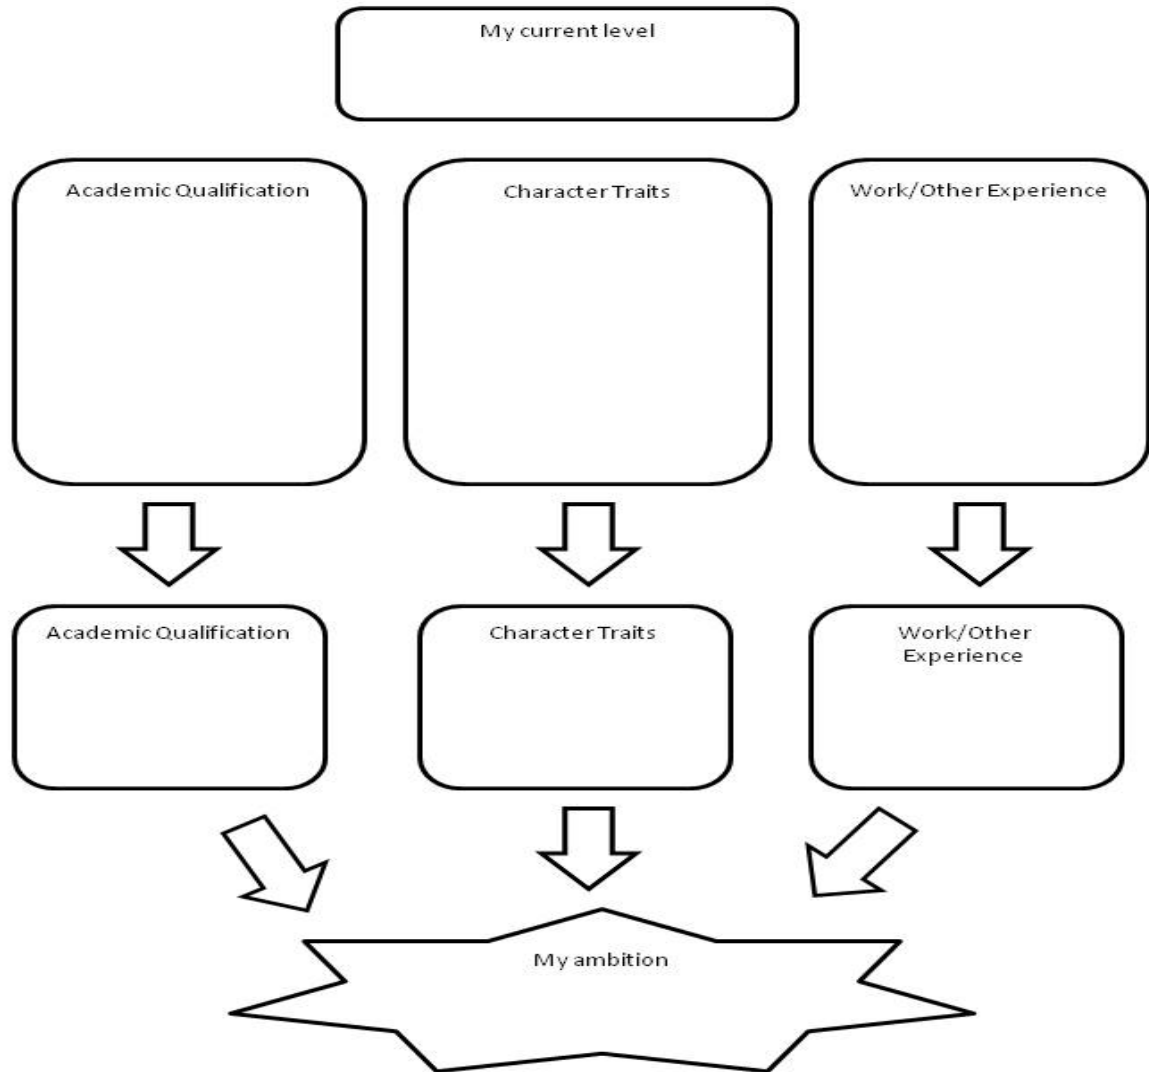 My current level
Academic Qualification
Character Traits
Work/Other Experience
Academic Qualification
Character Traits
Work/Other
Experience
My ambition